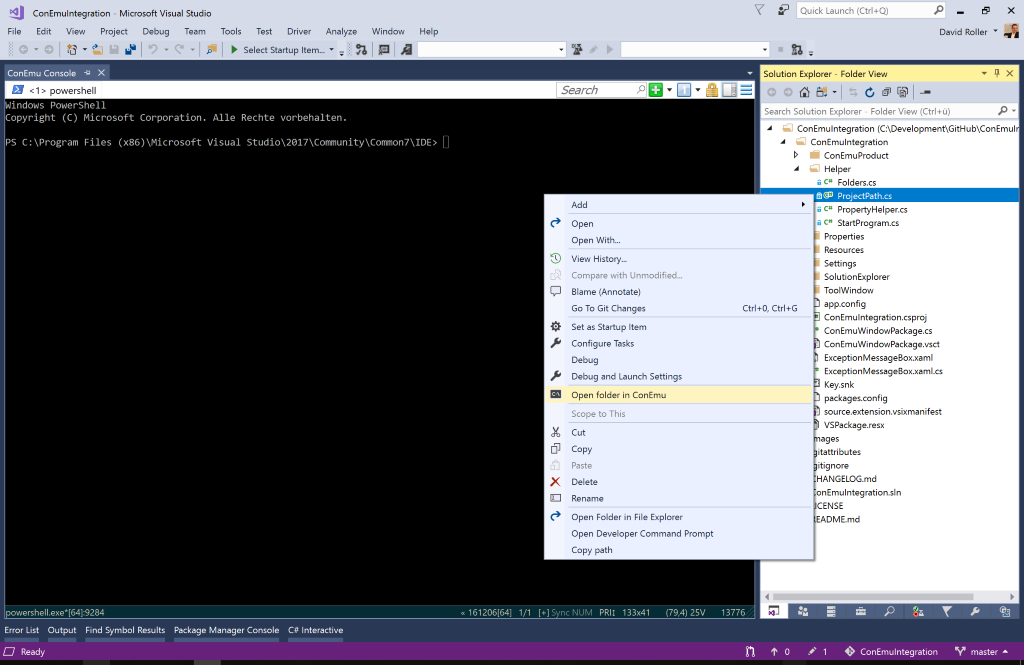 ConEmuIntegration - Microsoft Visual Studio
Quick Launch (Ctrl+Q)
File Edit View Project Debug Team Tools Test Driver Analyze Window Help
David Roller
Select Startup Item...
ConEmu Console
<1> powershell
Search
Windows PowerShell
Copyright (C) Microsoft Corporation. Alle Rechte vorbehalten.
PS C:\Program Files (x86)\Microsoft Visual Studio\2017\Community\Common7\IDE>
Add
Open
Open With...
View History...
Compare with Unmodified...
Blame (Annotate)
Go To Git Changes Ctrl+0, Ctrl+G
Set as Startup Item
Configure Tasks
Debug
Debug and Launch Settings
Open folder in ConEmu
Scope to This
Cut
Copy
Paste
Delete
Rename
Open Folder in File Explorer
Open Developer Command Prompt
Copy path
Solution Explorer - Folder View
Search Solution Explorer - Folder View (Ctrl+ü)
ConEmuIntegration (C:\Development\GitHub\ConEmuIn
ConEmuIntegration
ConEmuProduct
Helper
C# Folders.cs
C# ProjectPath.cs
C# PropertyHelper.cs
C# StartProgram.cs
Properties
Resources
Settings
SolutionExplorer
ToolWindow
app.config
ConEmuIntegration.csproj
ConEmuWindowPackage.cs
ConEmuWindowPackage.vsct
ExceptionMessageBox.xaml
ExceptionMessageBox.xaml.cs
Key.snk
packages.config
source.extension.vsixmanifest
VSPackage.resx
mages
gitattributes
gitignore
CHANGELOG.md
ConEmuIntegration.sln
ICENSE
README.md
powershell.exe*[64]:9284 « 161206[64] 1/1 [+] Sync NUM PRI↕ 133x41 (79,4) 25V 13776
Error List Output Find Symbol Results Package Manager Console C# Interactive
Ready 0 1 ConEmuIntegration master